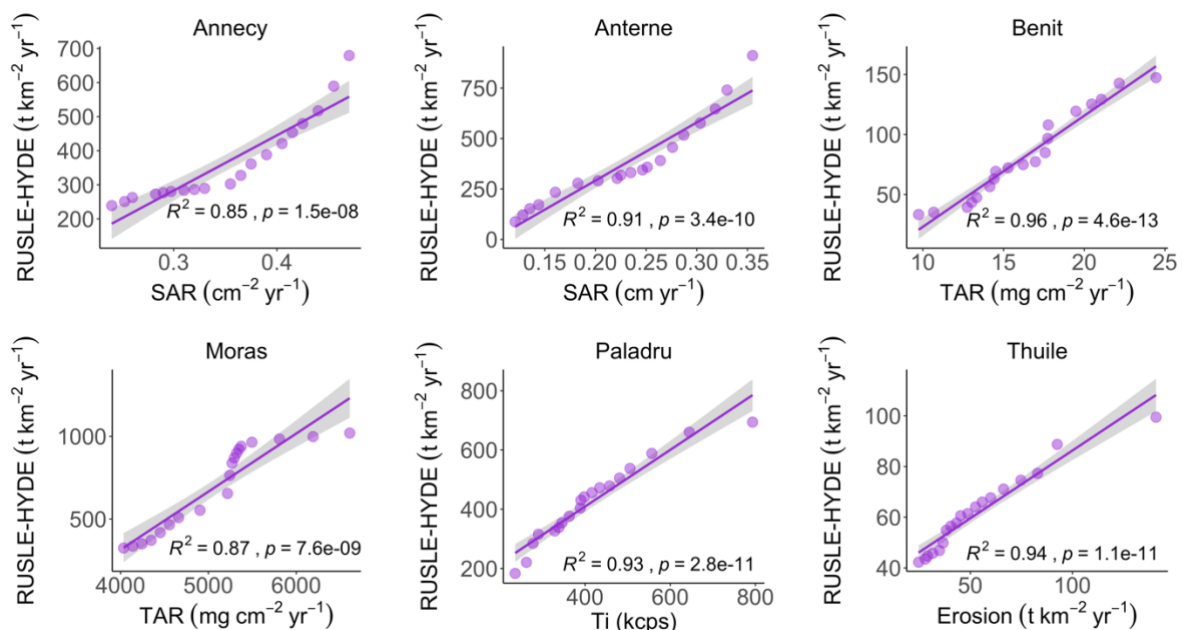 Annecy
RUSLE-HYDE (t km⁻² yr⁻¹)
700
600
500
400
300
200
R² = 0.85 , p = 1.5e-08
0.3 0.4
SAR (cm⁻² yr⁻¹)
Anterne
RUSLE-HYDE (t km⁻² yr⁻¹)
750
500
250
0
R² = 0.91 , p = 3.4e-10
0.15 0.20 0.25 0.30 0.35
SAR (cm yr⁻¹)
Benit
RUSLE-HYDE (t km⁻² yr⁻¹)
150
100
50
R² = 0.96 , p = 4.6e-13
10 15 20 25
TAR (mg cm⁻² yr⁻¹)
Moras
RUSLE-HYDE (t km⁻² yr⁻¹)
1000
500
R² = 0.87 , p = 7.6e-09
4000 5000 6000
TAR (mg cm⁻² yr⁻¹)
Paladru
RUSLE-HYDE (t km⁻² yr⁻¹)
800
600
400
200
R² = 0.93 , p = 2.8e-11
400 600 800
Ti (kcps)
Thuile
RUSLE-HYDE (t km⁻² yr⁻¹)
100
80
60
40
R² = 0.94 , p = 1.1e-11
50 100
Erosion (t km⁻² yr⁻¹)